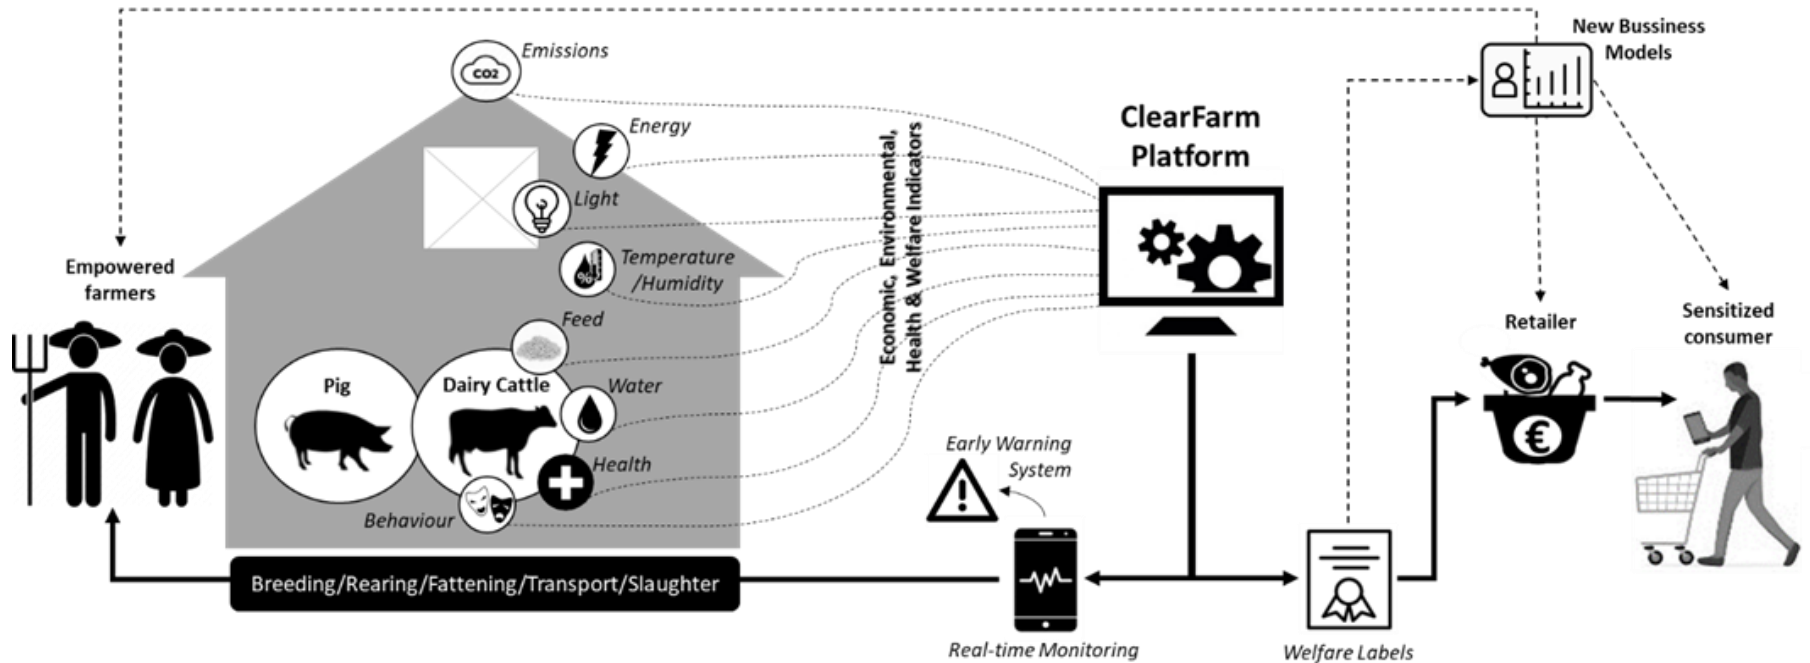 New Bussiness
Models
Emissions
CO2
Energy
Light
Temperature
/Humidity
%
Feed
Pig
Dairy Cattle
Water
Health
Behaviour
Empowered
farmers
Economic, Environmental,
Health & Welfare Indicators
ClearFarm
Platform
Early Warning
System
Breeding/Rearing/Fattening/Transport/Slaughter
Real-time Monitoring
Welfare Labels
Retailer
€
Sensitized
consumer